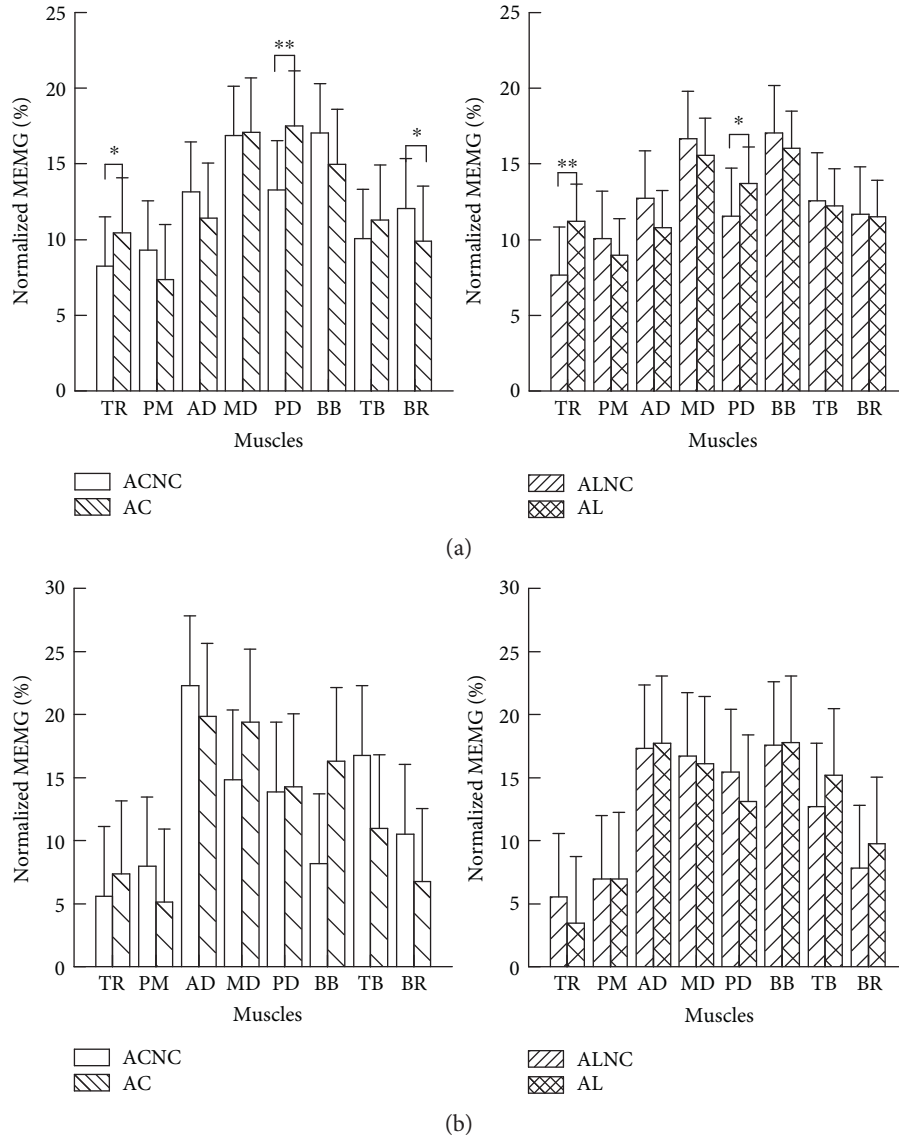 25
20
15
10
5
0
Normalized MEMG (%)
*
**
*
TR PM AD MD PD BB TB BR
Muscles
ACNC
AC
25
20
15
10
5
0
Normalized MEMG (%)
**
*
TR PM AD MD PD BB TB BR
Muscles
ALNC
AL
(a)
30
25
20
15
10
5
0
Normalized MEMG (%)
TR PM AD MD PD BB TB BR
Muscles
ACNC
AC
30
25
20
15
10
5
0
Normalized MEMG (%)
TR PM AD MD PD BB TB BR
Muscles
ALNC
AL
(b)